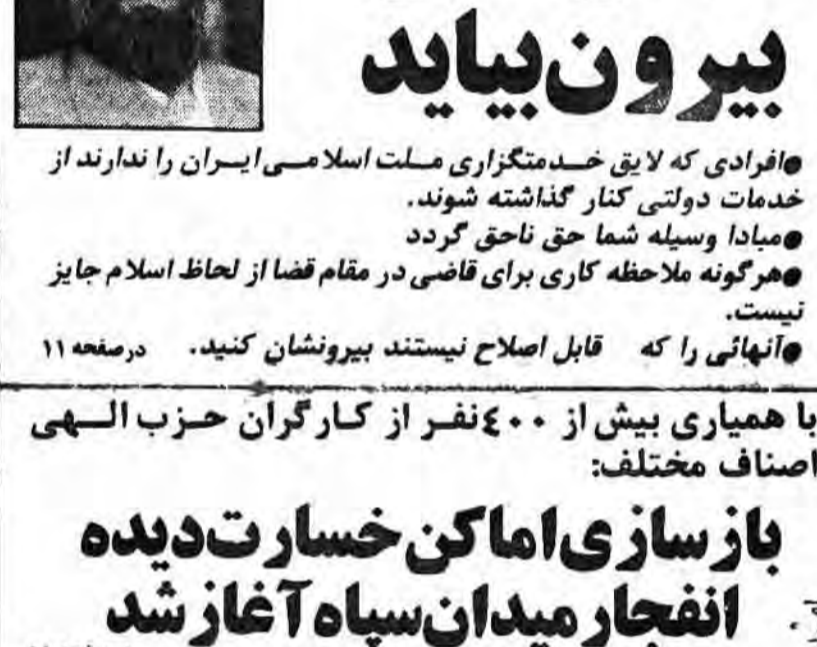 بیرون بیاید
●افرادی که لایق خدمتگزاری ملت اسلامی ایران را ندارند از
خدمات دولتی کنار گذاشته شوند.
●مبادا وسیله شما حق ناحق گردد
●هرگونه ملاحظه کاری برای قاضی در مقام قضا از لحاظ اسلام جایز
نیست.
●آنهائی را که قابل اصلاح نیستند بیرونشان کنید. درصفحه ۱۱
با همیاری بیش از ۴۰۰ نفر از کارگران حزب الهی
اصناف مختلف:
بازسازی اماکن خسارت دیده
انفجار میدان سپاه آغاز شد